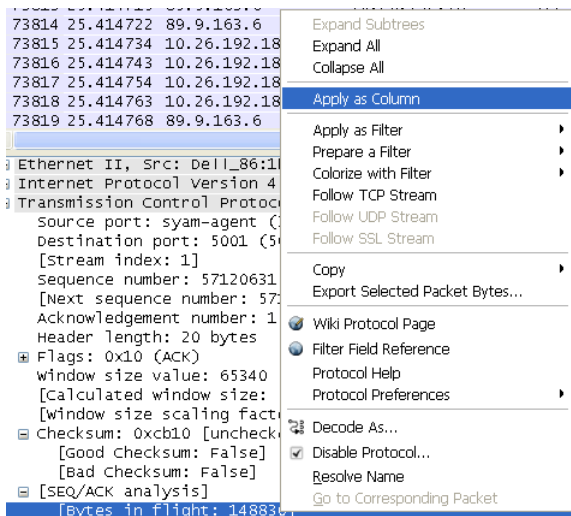 73814 25.414722 89.9.163.6
73815 25.414734 10.26.192.18
73816 25.414743 10.26.192.18
73817 25.414754 10.26.192.18
73818 25.414763 10.26.192.18
73819 25.414768 89.9.163.6
Ethernet II, Src: Dell_86:1
Internet Protocol Version 4
Transmission Control Protoc
Source port: syam-agent (
Destination port: 5001 (5
[Stream index: 1]
Sequence number: 57120631
[Next sequence number: 57
Acknowledgement number: 1
Header length: 20 bytes
Flags: 0x10 (ACK)
Window size value: 65340
[Calculated window size:
[Window size scaling fact
Checksum: 0xcb10 [uncheck
[Good Checksum: False]
[Bad Checksum: False]
[SEQ/ACK analysis]
[Bytes in flight: 148830]
Expand Subtrees
Expand All
Collapse All
Apply as Column
Apply as Filter
Prepare a Filter
Colorize with Filter
Follow TCP Stream
Follow UDP Stream
Follow SSL Stream
Copy
Export Selected Packet Bytes...
Wiki Protocol Page
Filter Field Reference
Protocol Help
Protocol Preferences
Decode As...
Disable Protocol...
Resolve Name
Go to Corresponding Packet